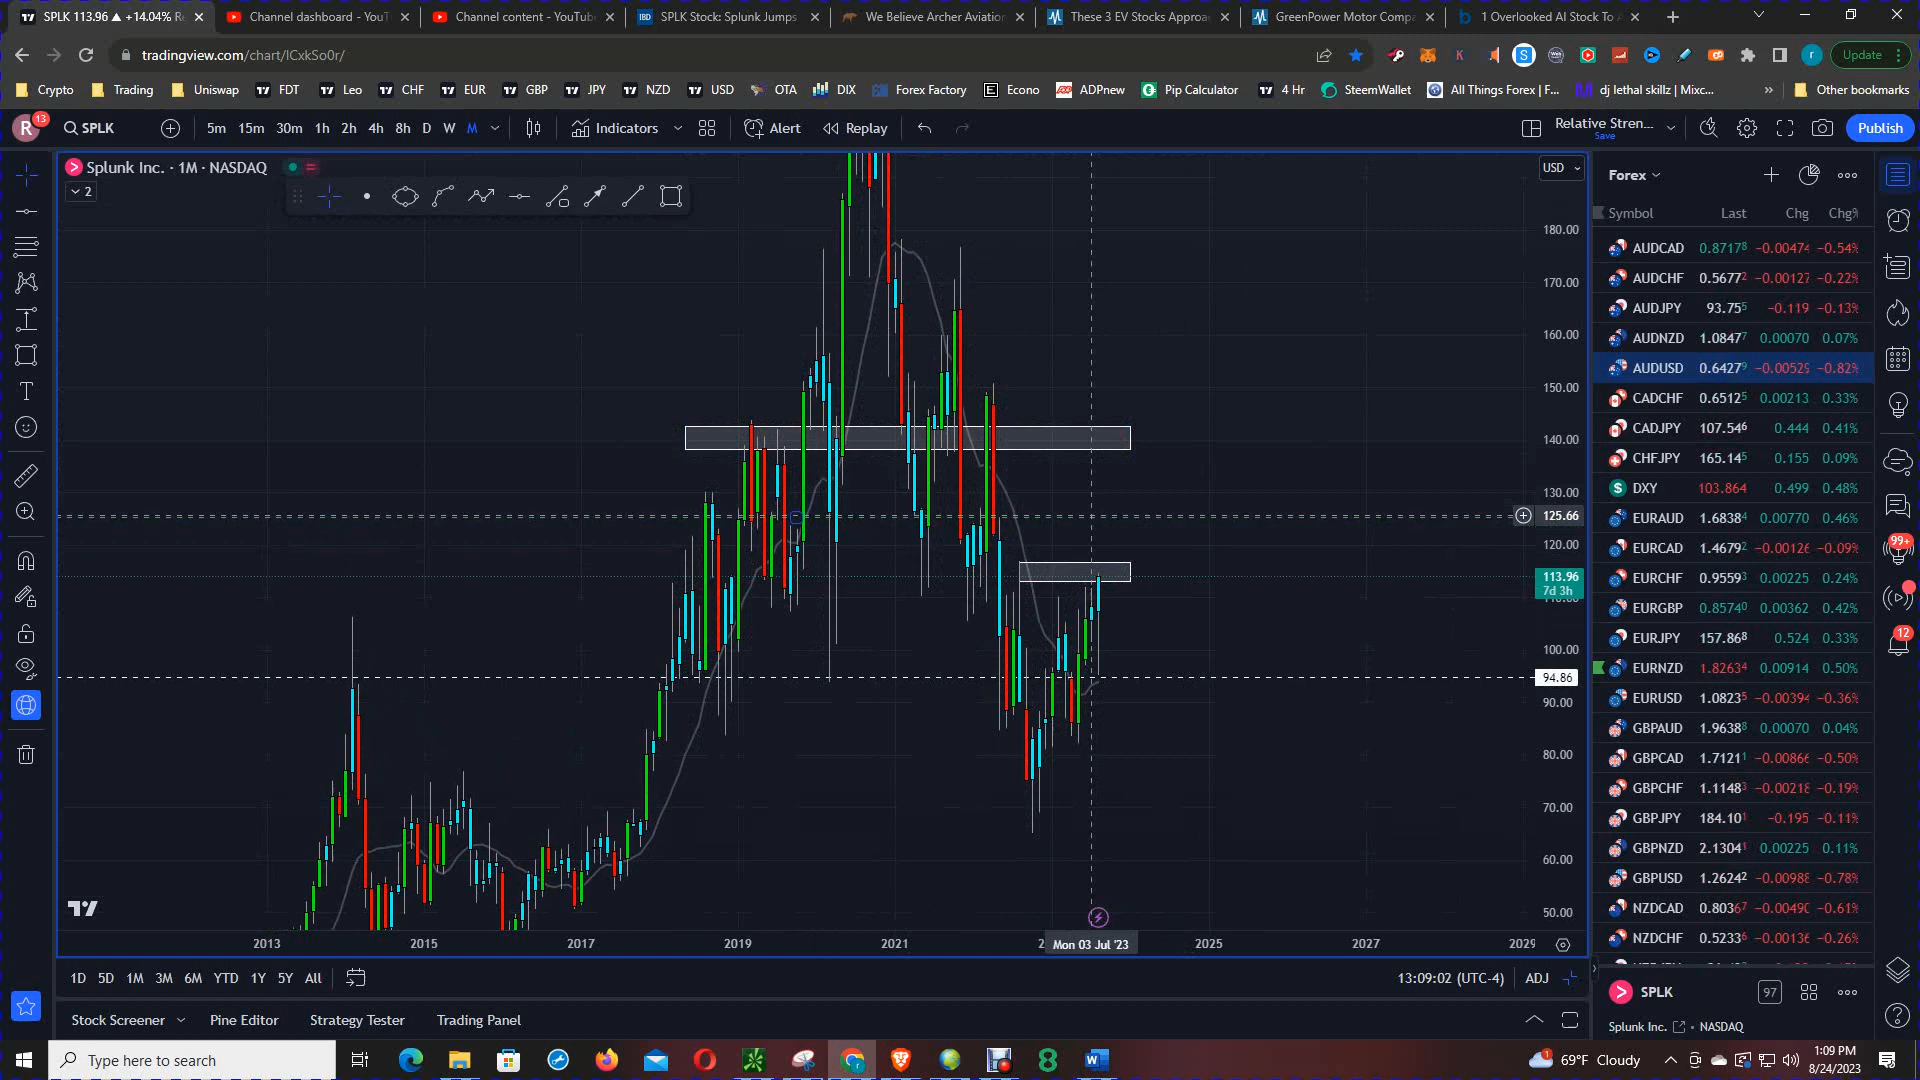 SPLK 113.96 ▲ +14.04% R
Channel dashboard - YouT
Channel content - YouTube
IBD SPLK Stock: Splunk Jumps
We Believe Archer Aviation
These 3 EV Stocks Approa
GreenPower Motor Compa
1 Overlooked AI Stock To
tradingview.com/chart/lCxkSo0r/
Update
Crypto Trading Uniswap FDT Leo CHF EUR GBP JPY NZD USD OTA DIX Forex Factory Econo ADPnew Pip Calculator 4 Hr SteemWallet All Things Forex | F... dj lethal skillz | Mixc... » Other bookmarks
R 13 SPLK 5m 15m 30m 1h 2h 4h 8h D W M Indicators Alert Replay Relative Stren... Save Publish
Splunk Inc. · 1M · NASDAQ
2
USD
180.00
170.00
160.00
150.00
140.00
130.00
125.66
120.00
113.96
7d 3h
100.00
94.86
90.00
80.00
70.00
60.00
50.00
2013 2015 2017 2019 2021 Mon 03 Jul '23 2025 2027 2029
1D 5D 1M 3M 6M YTD 1Y 5Y All 13:09:02 (UTC-4) ADJ
Stock Screener Pine Editor Strategy Tester Trading Panel
Forex
Symbol Last Chg Chg%
AUDCAD 0.87178 −0.00474 −0.54%
AUDCHF 0.56772 −0.00127 −0.22%
AUDJPY 93.755 −0.119 −0.13%
AUDNZD 1.08477 0.00070 0.07%
AUDUSD 0.64279 −0.00529 −0.82%
CADCHF 0.65125 0.00213 0.33%
CADJPY 107.546 0.444 0.41%
CHFJPY 165.145 0.155 0.09%
DXY 103.864 0.499 0.48%
EURAUD 1.68384 0.00770 0.46%
EURCAD 1.46792 −0.00126 −0.09%
EURCHF 0.95593 0.00225 0.24%
EURGBP 0.85740 0.00362 0.42%
EURJPY 157.868 0.524 0.33%
EURNZD 1.82634 0.00914 0.50%
EURUSD 1.08235 −0.00394 −0.36%
GBPAUD 1.96388 0.00070 0.04%
GBPCAD 1.71211 −0.00866 −0.50%
GBPCHF 1.11483 −0.00218 −0.19%
GBPJPY 184.101 −0.195 −0.11%
GBPNZD 2.13041 0.00225 0.11%
GBPUSD 1.26242 −0.00988 −0.78%
NZDCAD 0.80367 −0.00490 −0.61%
NZDCHF 0.52336 −0.00136 −0.26%
SPLK 97
Splunk Inc. • NASDAQ
99+
12
Type here to search
69°F Cloudy
1:09 PM
8/24/2023